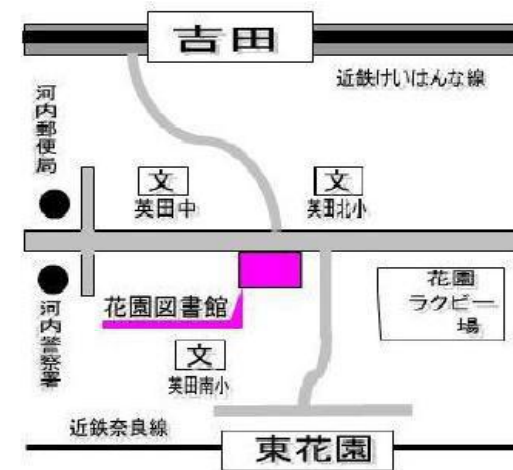 吉田
近鉄けいはんな線
河内郵便局
文
英田中
文
英田北小
花園
ラクビー
場
花園図書館
河内警察署
文
英田南小
近鉄奈良線
東花園